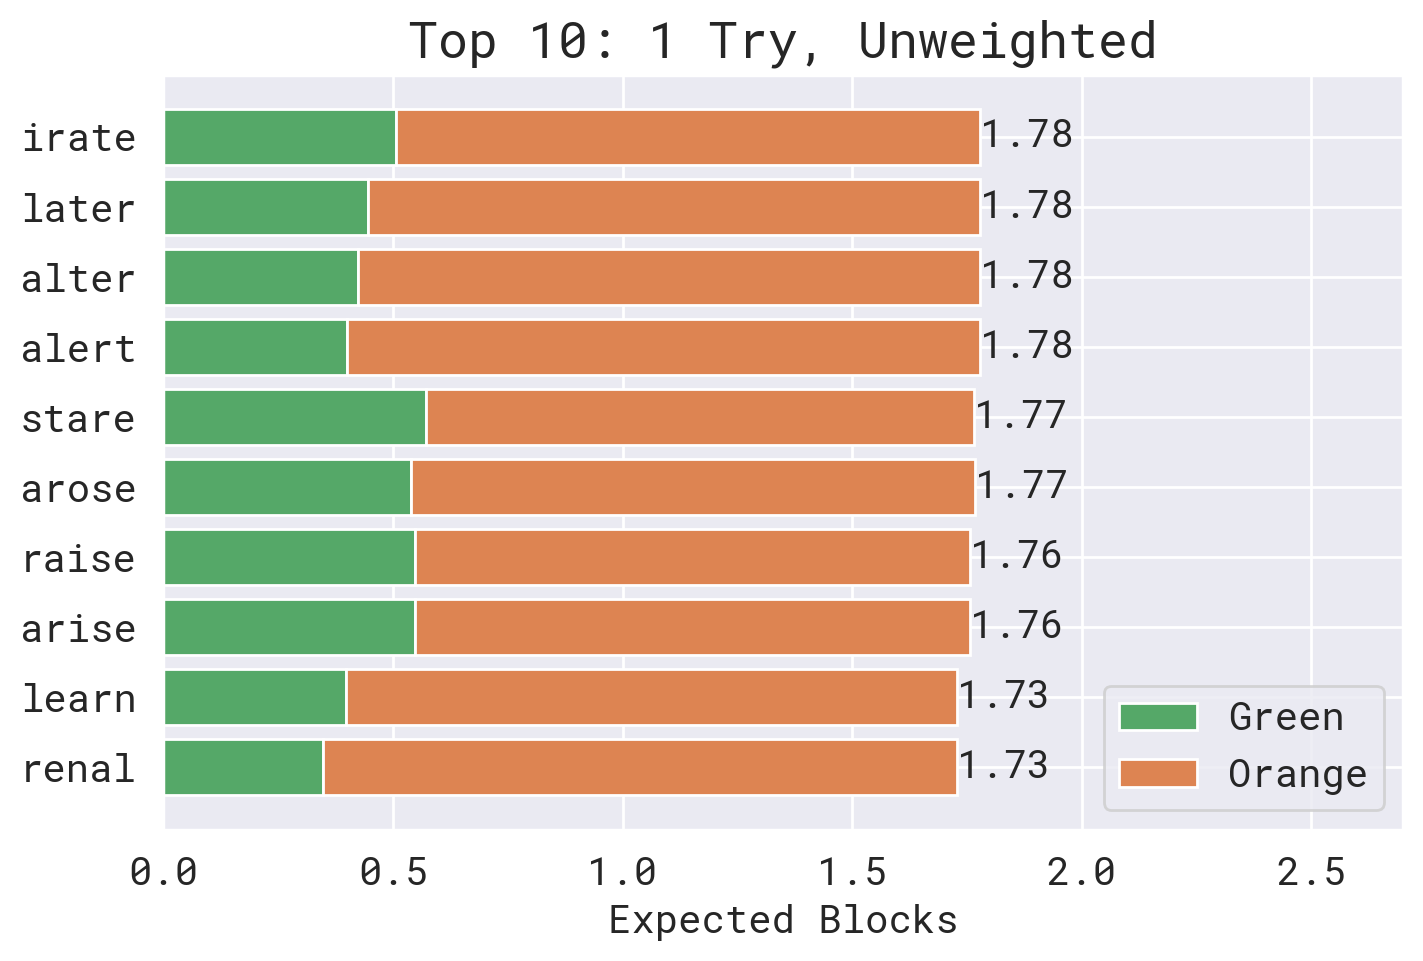 Top 10: 1 Try, Unweighted
irate 1.78
later 1.78
alter 1.78
alert 1.78
stare 1.77
arose 1.77
raise 1.76
arise 1.76
learn 1.73
renal 1.73
Green
Orange
0.0 0.5 1.0 1.5 2.0 2.5
Expected Blocks